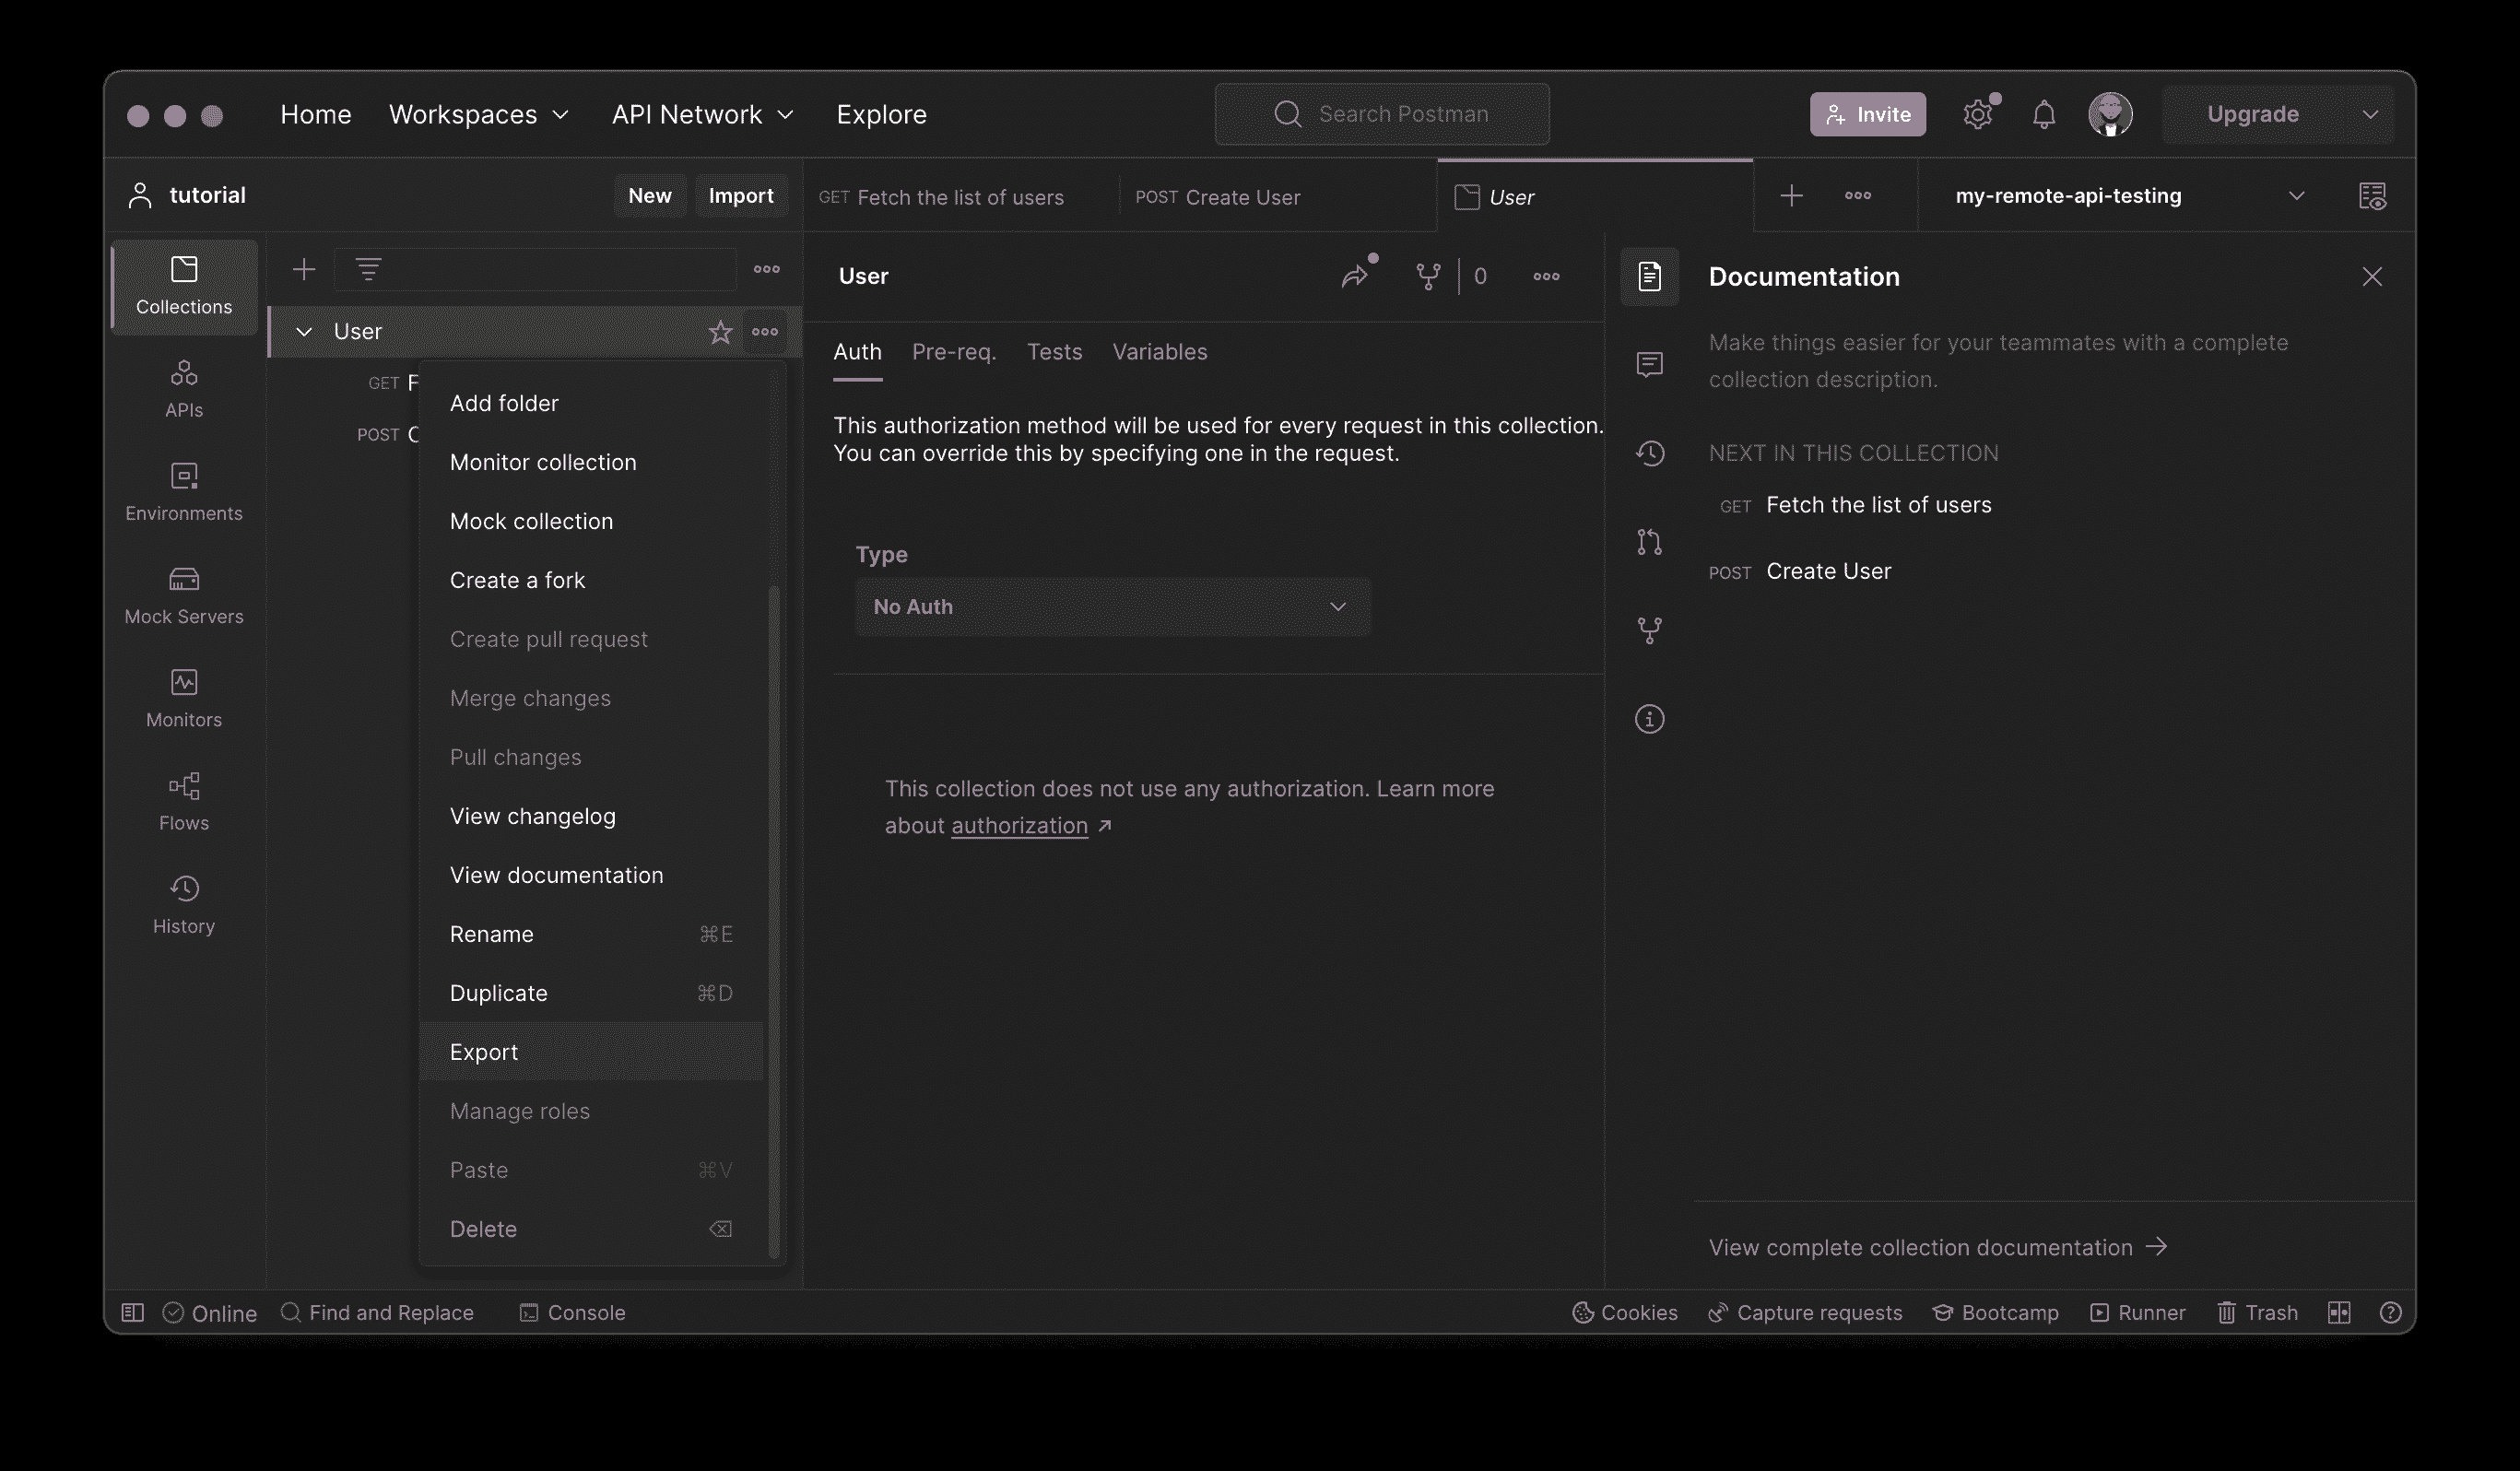 Home Workspaces API Network Explore Search Postman Invite Upgrade
tutorial New Import
GET Fetch the list of users POST Create User User my-remote-api-testing
Collections
APIs
Environments
Mock Servers
Monitors
Flows
History
User
GET F
POST C
Add folder
Monitor collection
Mock collection
Create a fork
Create pull request
Merge changes
Pull changes
View changelog
View documentation
Rename ⌘E
Duplicate ⌘D
Export
Manage roles
Paste ⌘V
Delete
User 0
Auth Pre-req. Tests Variables
This authorization method will be used for every request in this collection.
You can override this by specifying one in the request.
Type
No Auth
This collection does not use any authorization. Learn more
about authorization ↗
Documentation
Make things easier for your teammates with a complete
collection description.
NEXT IN THIS COLLECTION
GET Fetch the list of users
POST Create User
View complete collection documentation →
Online Find and Replace Console Cookies Capture requests Bootcamp Runner Trash